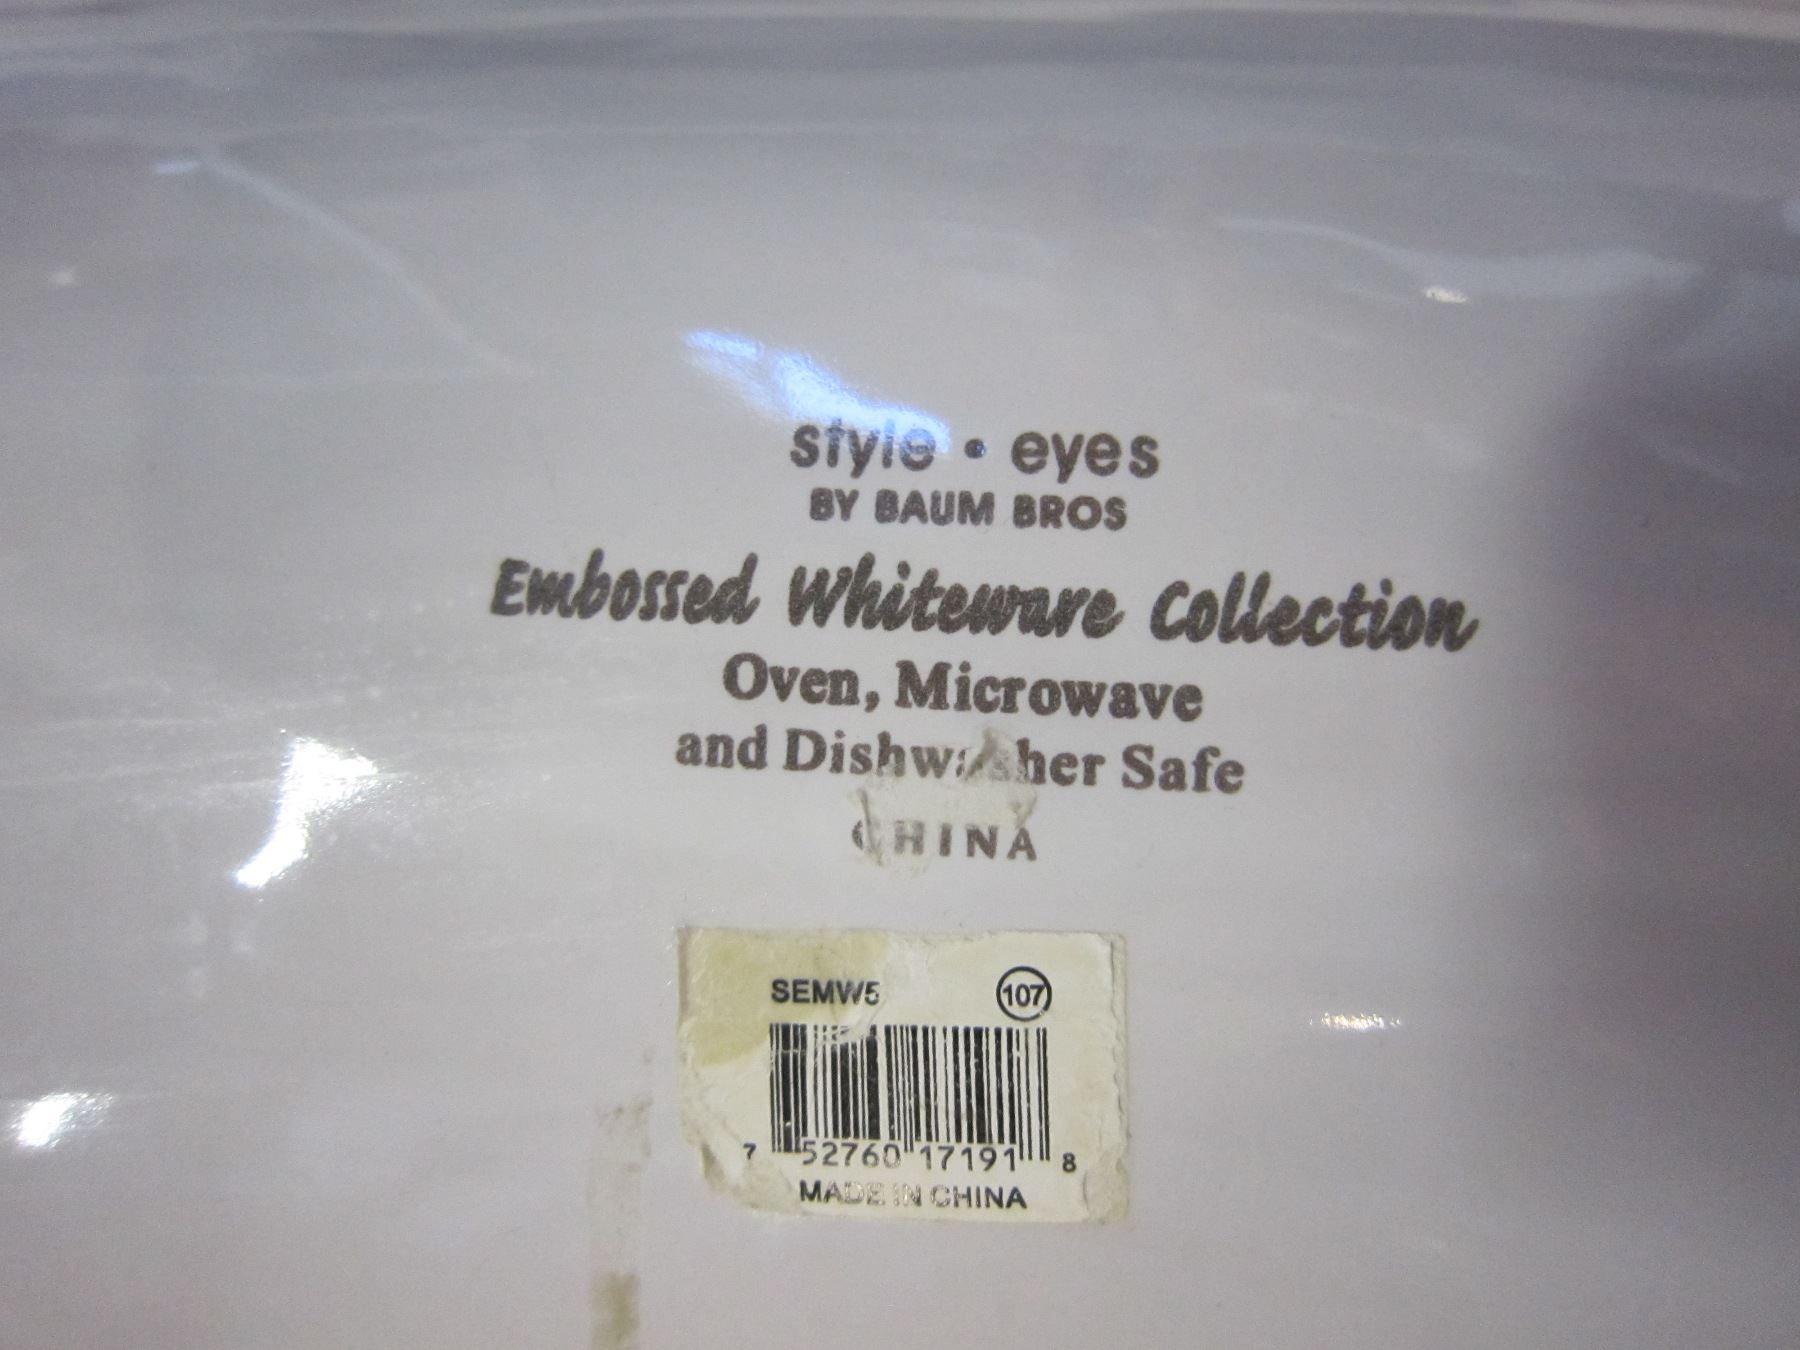 style • eyes
BY BAUM BROS
Embossed Whiteware Collection
Oven, Microwave
and Dishwasher Safe
CHINA
SEMW5 107
7 52760 17191 8
MADE IN CHINA